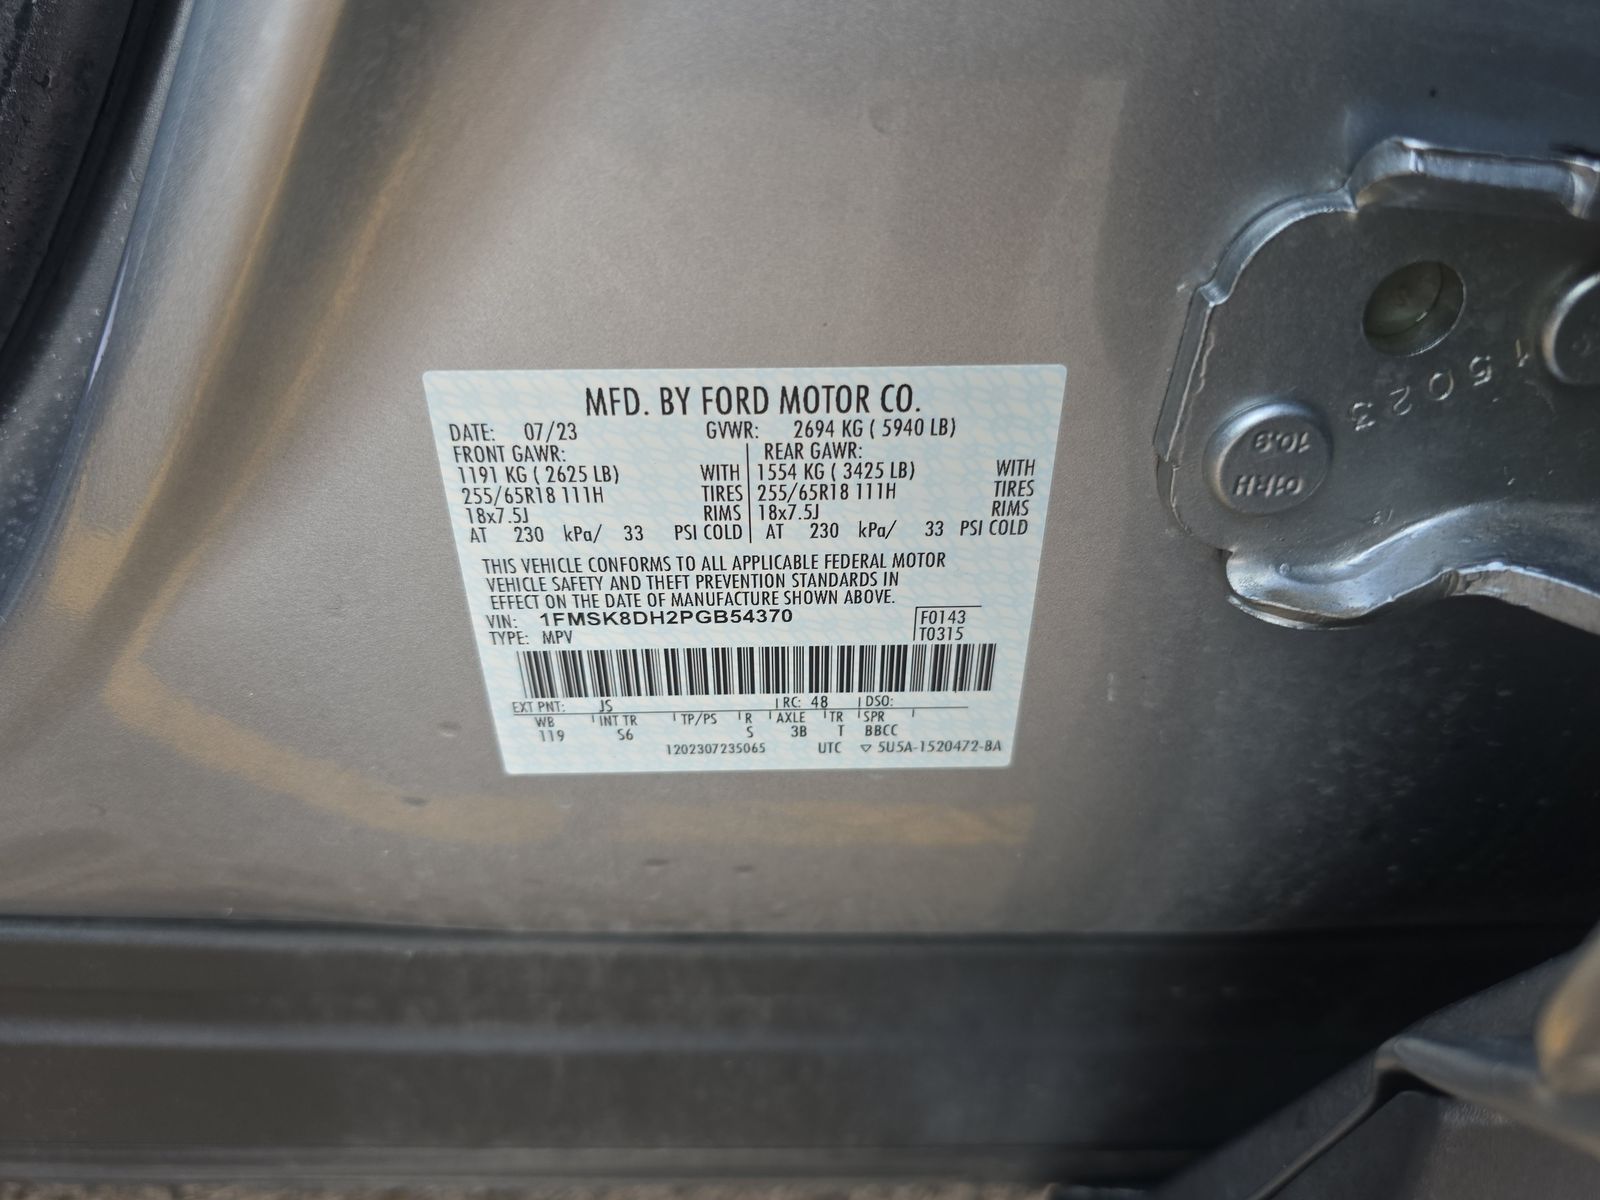 MFD. BY FORD MOTOR CO.
DATE: 07/23 GVWR: 2694 KG ( 5940 LB)
FRONT GAWR: REAR GAWR:
1191 KG ( 2625 LB) WITH 1554 KG ( 3425 LB) WITH
255/65R18 111H TIRES 255/65R18 111H TIRES
18x7.5J RIMS 18x7.5J RIMS
AT 230 kPa/ 33 PSI COLD AT 230 kPa/ 33 PSI COLD
THIS VEHICLE CONFORMS TO ALL APPLICABLE FEDERAL MOTOR
VEHICLE SAFETY AND THEFT PREVENTION STANDARDS IN
EFFECT ON THE DATE OF MANUFACTURE SHOWN ABOVE.
VIN: 1FMSK8DH2PGB54370 F0143
TYPE: MPV T0315
EXT PNT: JS RC: 48 DSO:
WB INT TR TP/PS R AXLE TR SPR
119 S6 S 3B T BBCC
1202307235065 UTC ▽ 5U5A-1520472-BA
15023
10.9